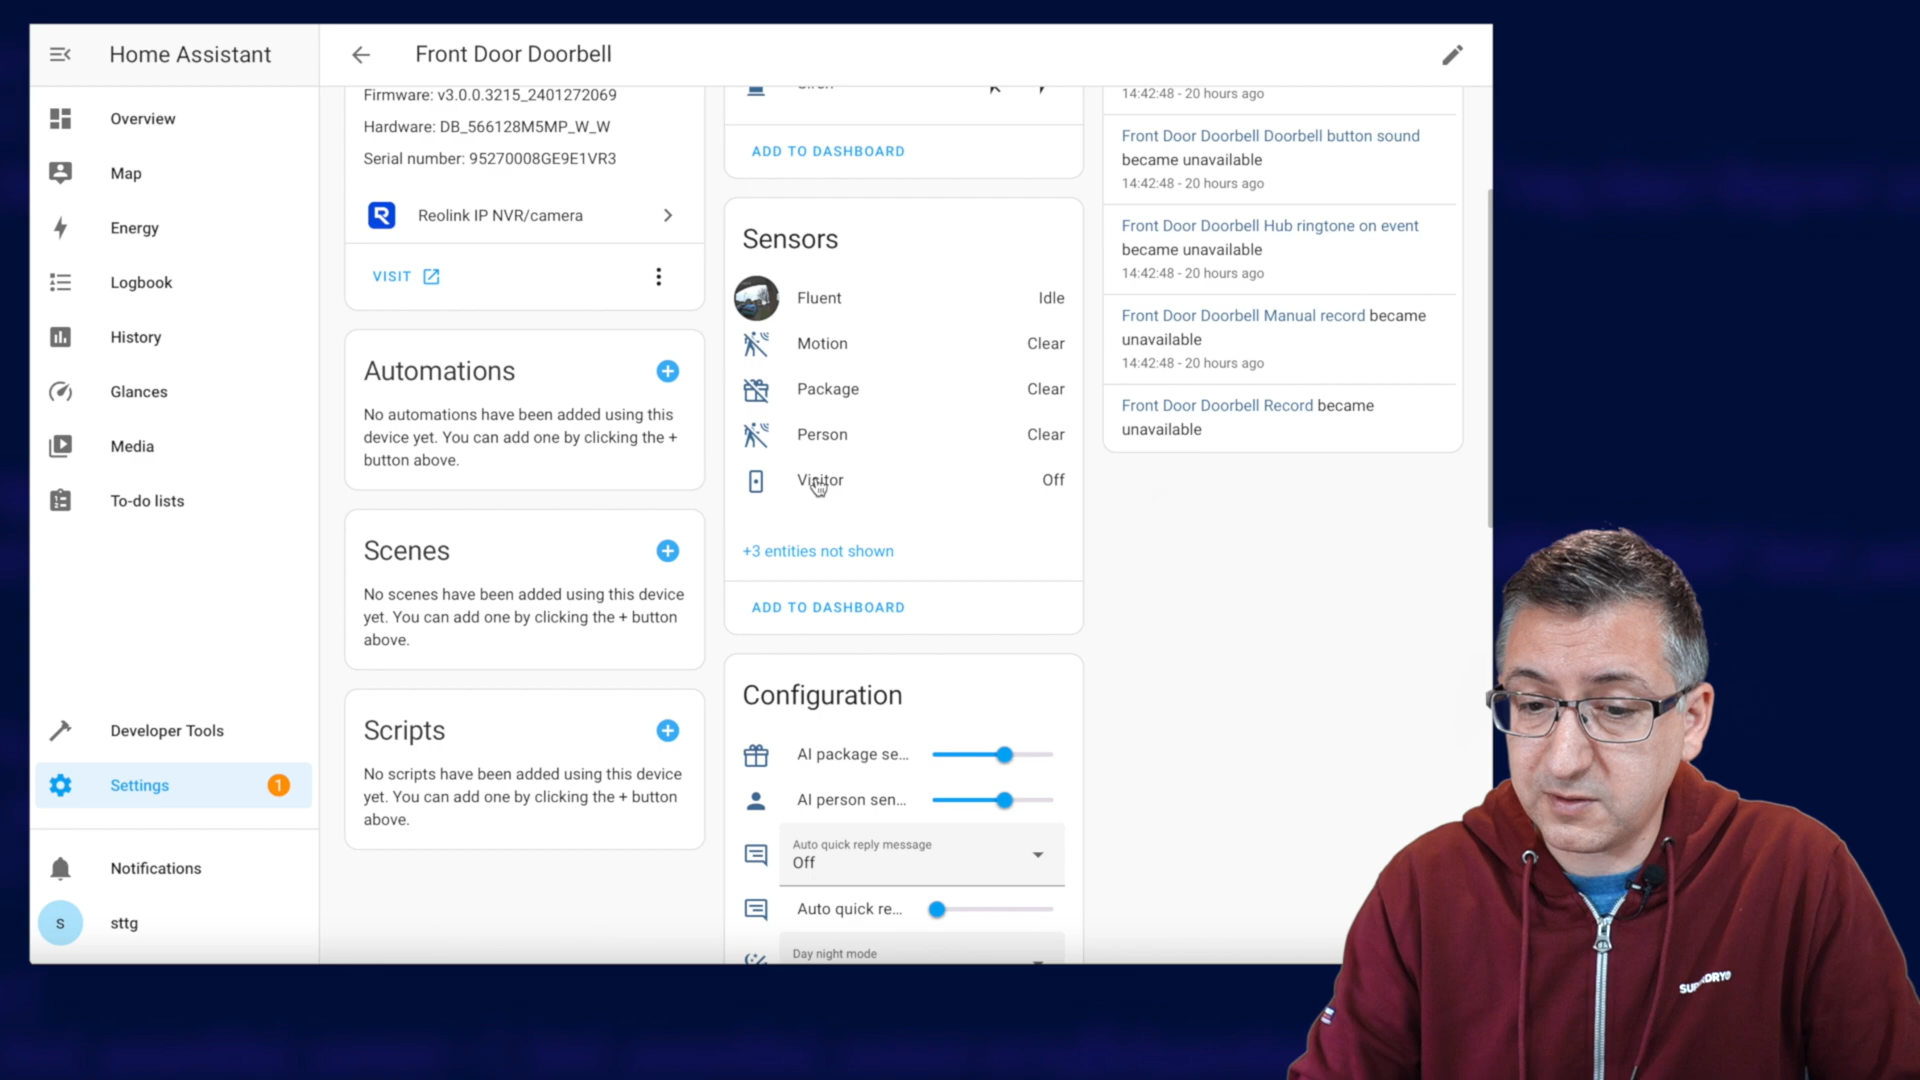 Home Assistant
Front Door Doorbell
Overview
Map
Energy
Logbook
History
Glances
Media
To-do lists
Developer Tools
Settings
1
Notifications
S
sttg
Firmware: v3.0.0.3215_2401272069
Hardware: DB_566128M5MP_W_W
Serial number: 95270008GE9E1VR3
Reolink IP NVR/camera
VISIT
Automations
No automations have been added using this
device yet. You can add one by clicking the +
button above.
Scenes
No scenes have been added using this device
yet. You can add one by clicking the + button
above.
Scripts
No scripts have been added using this device
yet. You can add one by clicking the + button
above.
ADD TO DASHBOARD
Sensors
Fluent Idle
Motion Clear
Package Clear
Person Clear
Visitor Off
+3 entities not shown
ADD TO DASHBOARD
Configuration
AI package se...
AI person sen...
Auto quick reply message
Off
Auto quick re...
Day night mode
14:42:48 - 20 hours ago
Front Door Doorbell Doorbell button sound
became unavailable
14:42:48 - 20 hours ago
Front Door Doorbell Hub ringtone on event
became unavailable
14:42:48 - 20 hours ago
Front Door Doorbell Manual record became
unavailable
14:42:48 - 20 hours ago
Front Door Doorbell Record became
unavailable